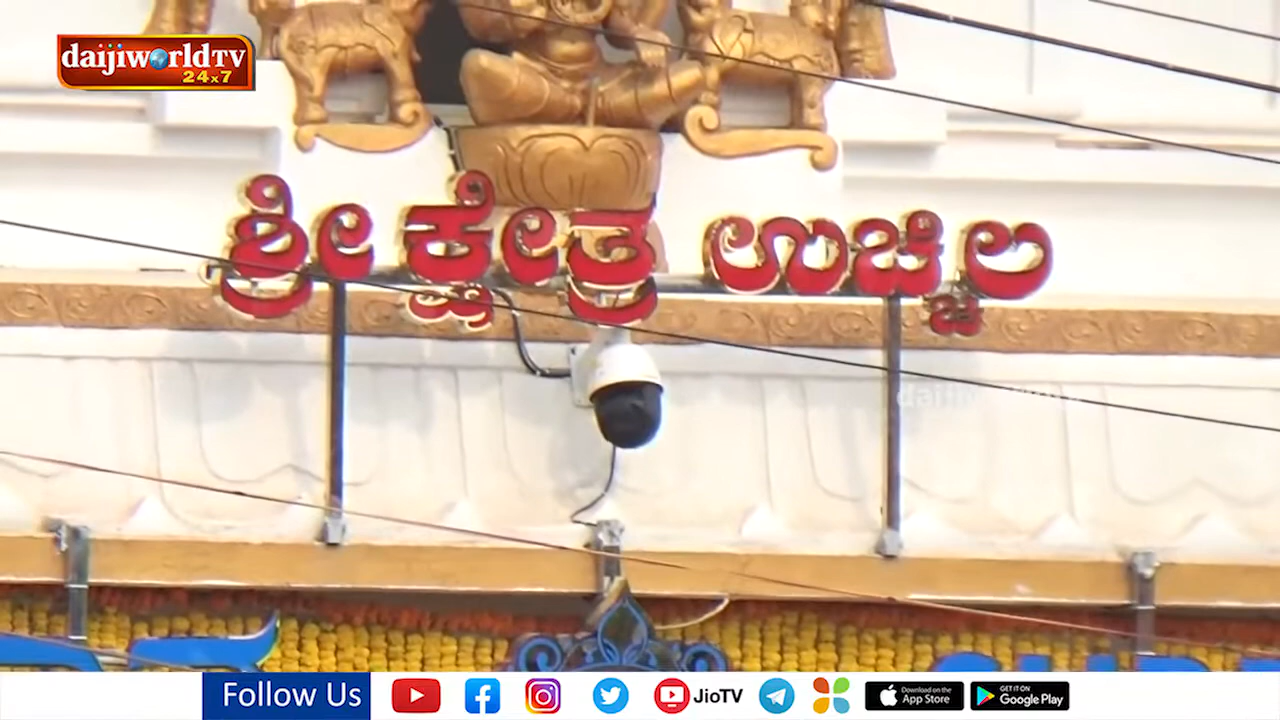 daijiworldTV
24x7
ಶ್ರೀ ಕ್ಷೇತ್ರ ಉಚ್ಚಿಲ
Follow Us
JioTV
Download on the
App Store
GET IT ON
Google Play